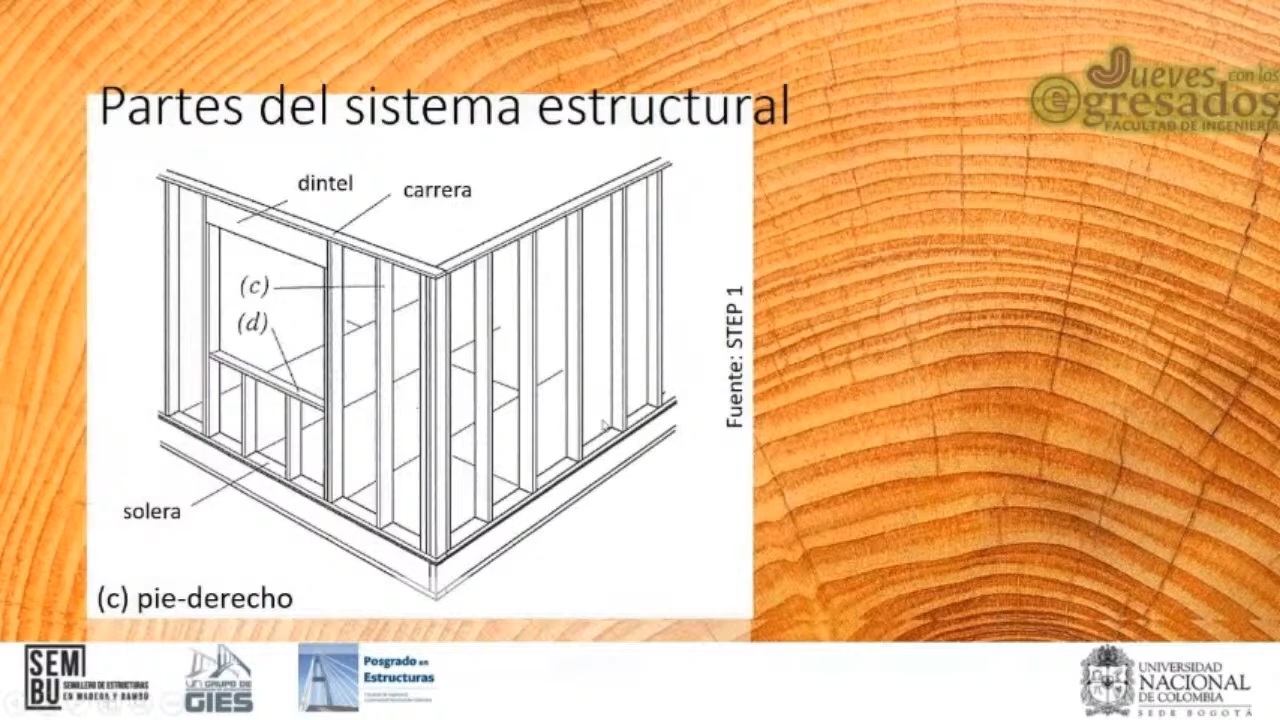 Jueves con los
egresados
FACULTAD DE INGENIERÍA
Partes del sistema estructural
dintel
carrera
(c)
(d)
Fuente: STEP 1
solera
(c) pie-derecho
SEM
BU
SEMILLERO DE ESTRUCTURAS
EN MADERA Y BAMBÚ
UN GRUPO DE
GIES
Posgrado en
Estructuras
UNIVERSIDAD
NACIONAL
DE COLOMBIA
SEDE BOGOTÁ